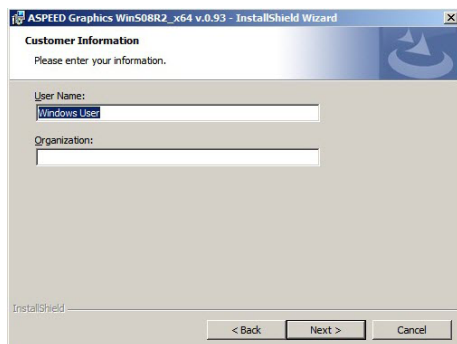 ASPEED Graphics WinS08R2_x64 v.0.93 - InstallShield Wizard
Customer Information
Please enter your information.
User Name:
Windows User
Organization:
InstallShield
< Back
Next >
Cancel